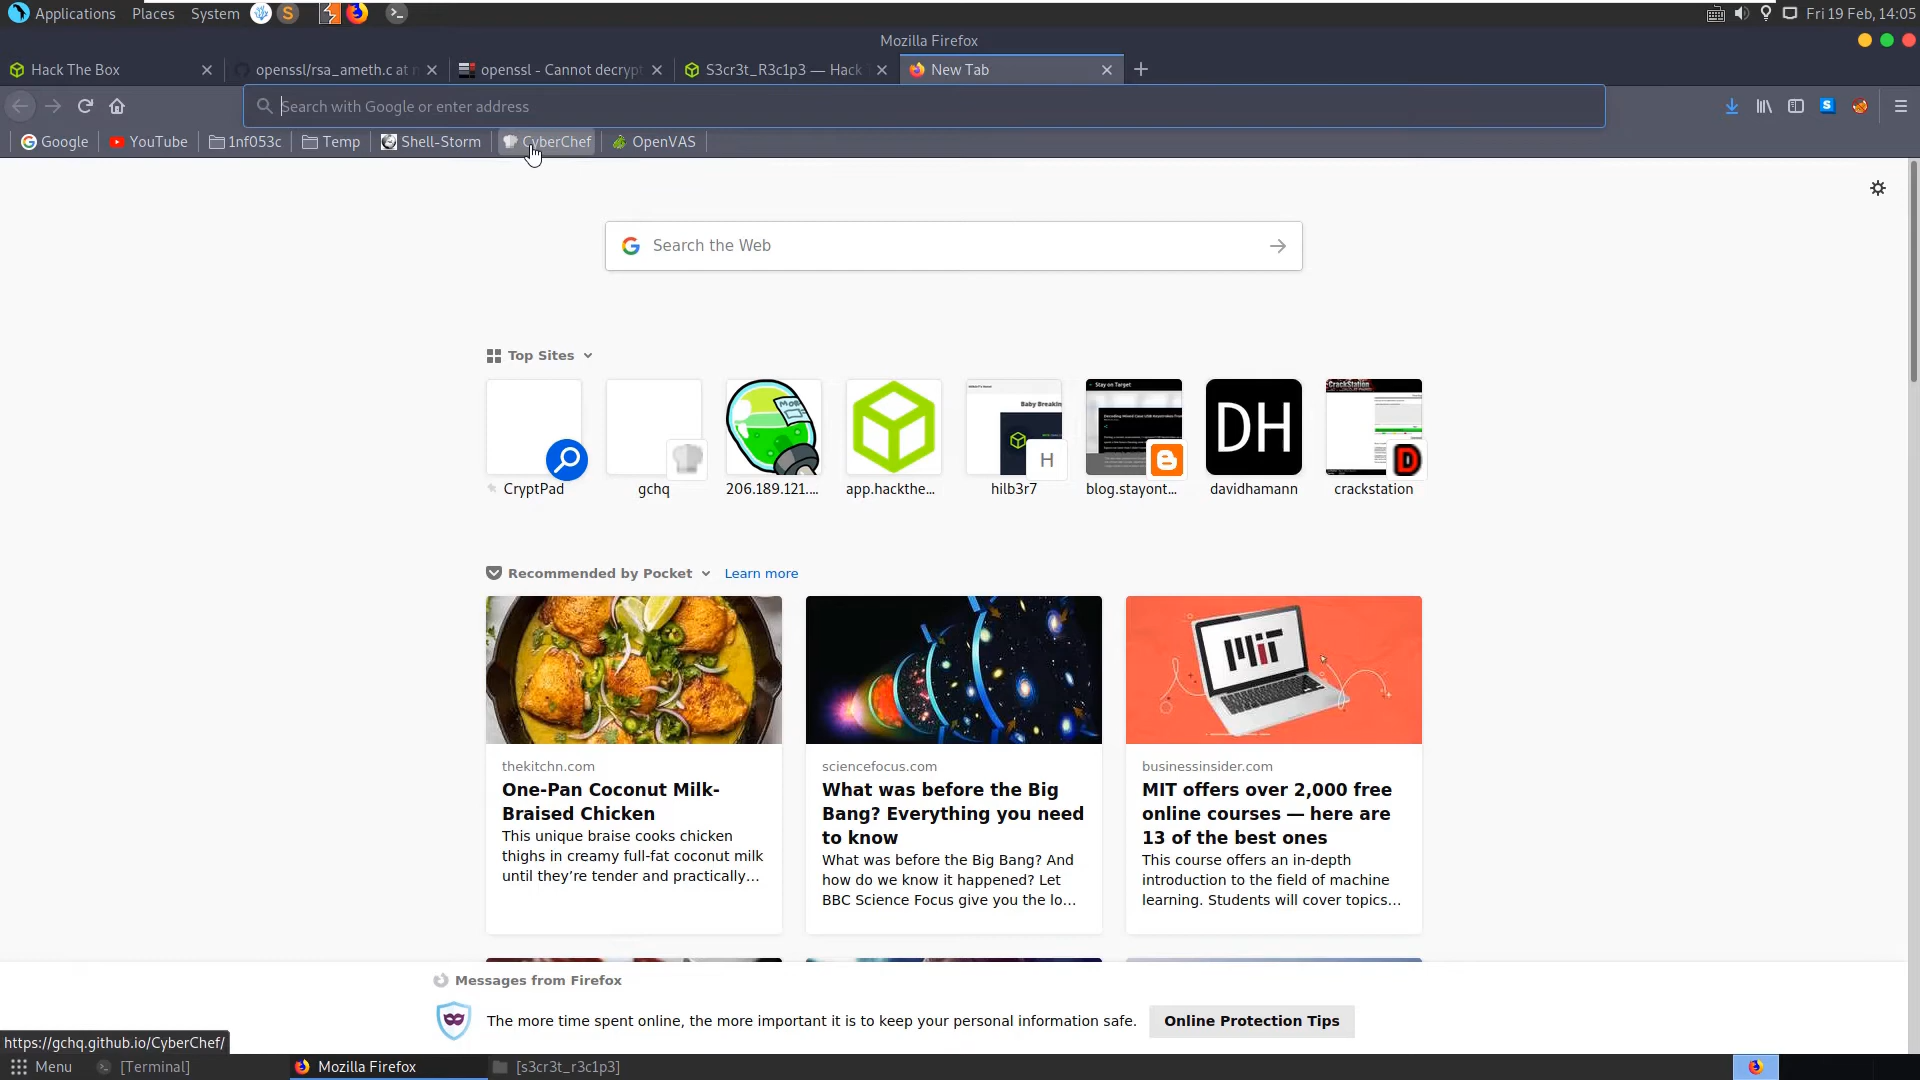 Applications Places System Fri 19 Feb, 14:05
Mozilla Firefox
Hack The Box openssl/rsa_ameth.c at openssl - Cannot decrypt S3cr3t_R3c1p3 — Hack New Tab
Search with Google or enter address
Google YouTube 1nf053c Temp Shell-Storm CyberChef OpenVAS
Search the Web
Top Sites
MIT
DH
CrackStation
Stay on Target
H
CryptPad gchq 206.189.121.... app.hackthe... hilb3r7 blog.stayont... davidhamann crackstation
Recommended by Pocket Learn more
thekitchn.com
One-Pan Coconut Milk-
Braised Chicken
This unique braise cooks chicken
thighs in creamy full-fat coconut milk
until they’re tender and practically...
sciencefocus.com
What was before the Big
Bang? Everything you need
to know
What was before the Big Bang? And
how do we know it happened? Let
BBC Science Focus give you the lo...
businessinsider.com
MIT offers over 2,000 free
online courses — here are
13 of the best ones
This course offers an in-depth
introduction to the field of machine
learning. Students will cover topics...
Messages from Firefox
The more time spent online, the more important it is to keep your personal information safe. Online Protection Tips
https://gchq.github.io/CyberChef/
Menu [Terminal] Mozilla Firefox [s3cr3t_r3c1p3]